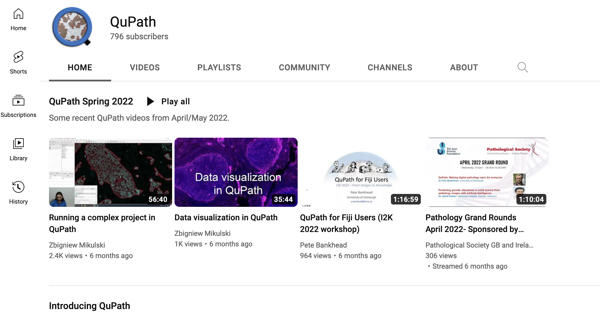 QuPath
796 subscribers
HOME VIDEOS PLAYLISTS COMMUNITY CHANNELS ABOUT
Home
Shorts
Subscriptions
Library
History
QuPath Spring 2022 Play all
Some recent QuPath videos from April/May 2022.
56:40
Running a complex project in
QuPath
Zbigniew Mikulski
2.4K views • 6 months ago
Data visualization
in QuPath
35:44
Data visualization in QuPath
Zbigniew Mikulski
1K views • 6 months ago
QuPath for Fiji Users
1:16:59
QuPath for Fiji Users (I2K
2022 workshop)
Pete Bankhead
964 views • 6 months ago
Pathological Society
APRIL 2022 GRAND ROUND
1:10:04
Pathology Grand Rounds
April 2022- Sponsored by...
Pathological Society GB and Irela...
306 views
• Streamed 6 months ago
Introducing QuPath